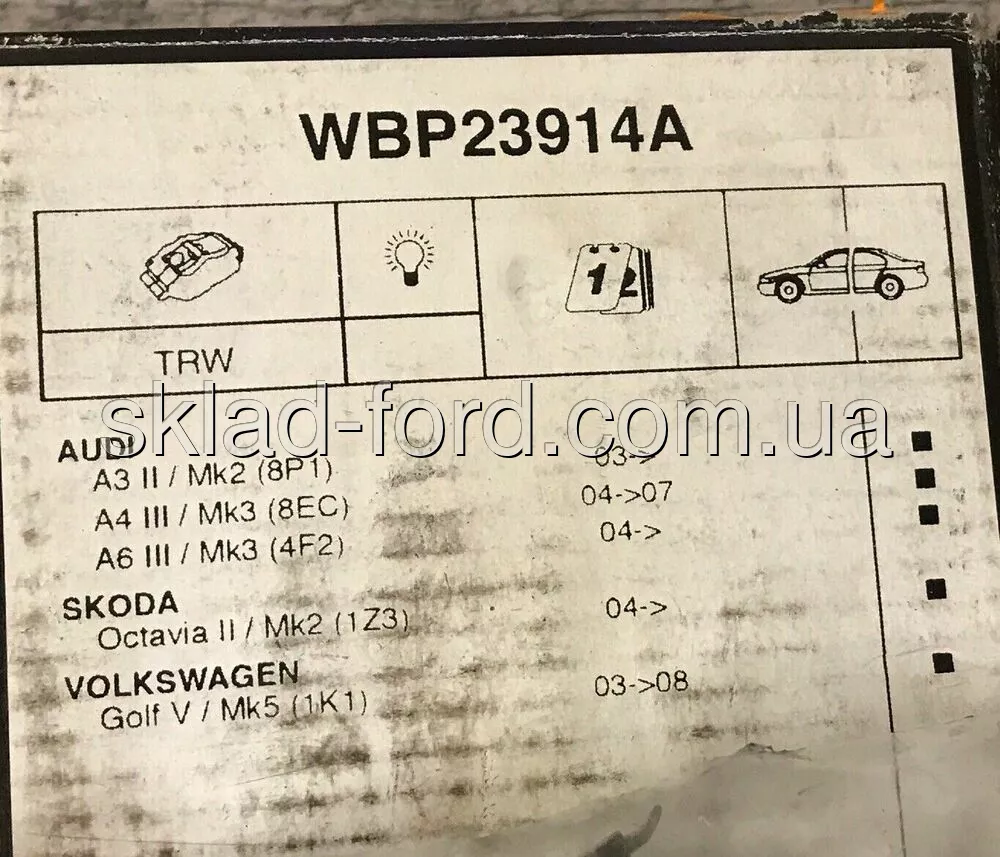 WBP23914A
12
TRW
sklad-ford.com.ua
AUDI
A3 II / Mk2 (8P1) 03->
A4 III / Mk3 (8EC) 04->07
A6 III / Mk3 (4F2) 04->
SKODA
Octavia II / Mk2 (1Z3) 04->
VOLKSWAGEN
Golf V / Mk5 (1K1) 03->08